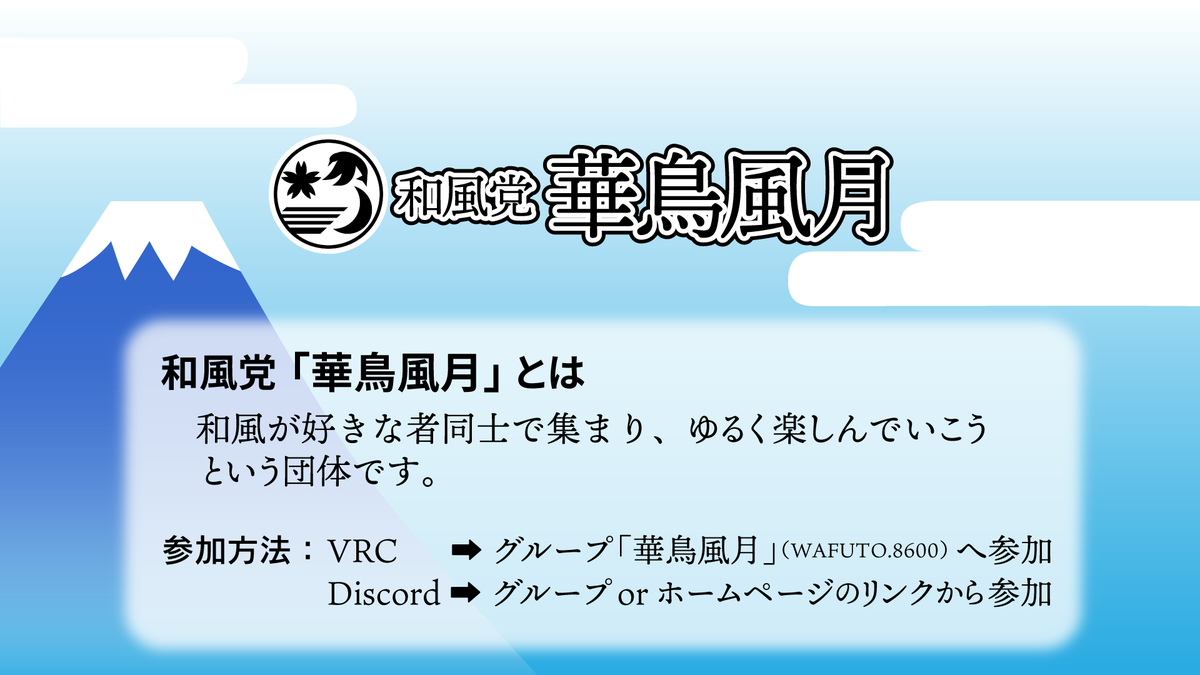 和風党 華鳥風月
和風党「華鳥風月」とは
和風が好きな者同士で集まり、ゆるく楽しんでいこう
という団体です。
参加方法：VRC ➡ グループ「華鳥風月」（WAFUTO.8600）へ参加
Discord ➡ グループ or ホームページのリンクから参加